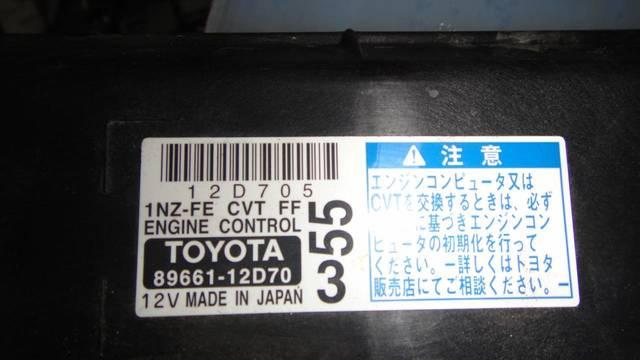 12D705
1NZ-FE CVT FF
ENGINE CONTROL
TOYOTA
89661-12D70
12V MADE IN JAPAN
355
注意
エンジンコンピュータ又は
CVTを交換するときは、必ず
に基づきエンジンコン
ピュータの初期化を行って
ください。ー詳しくはトヨタ
販売店にてご相談ください。ー